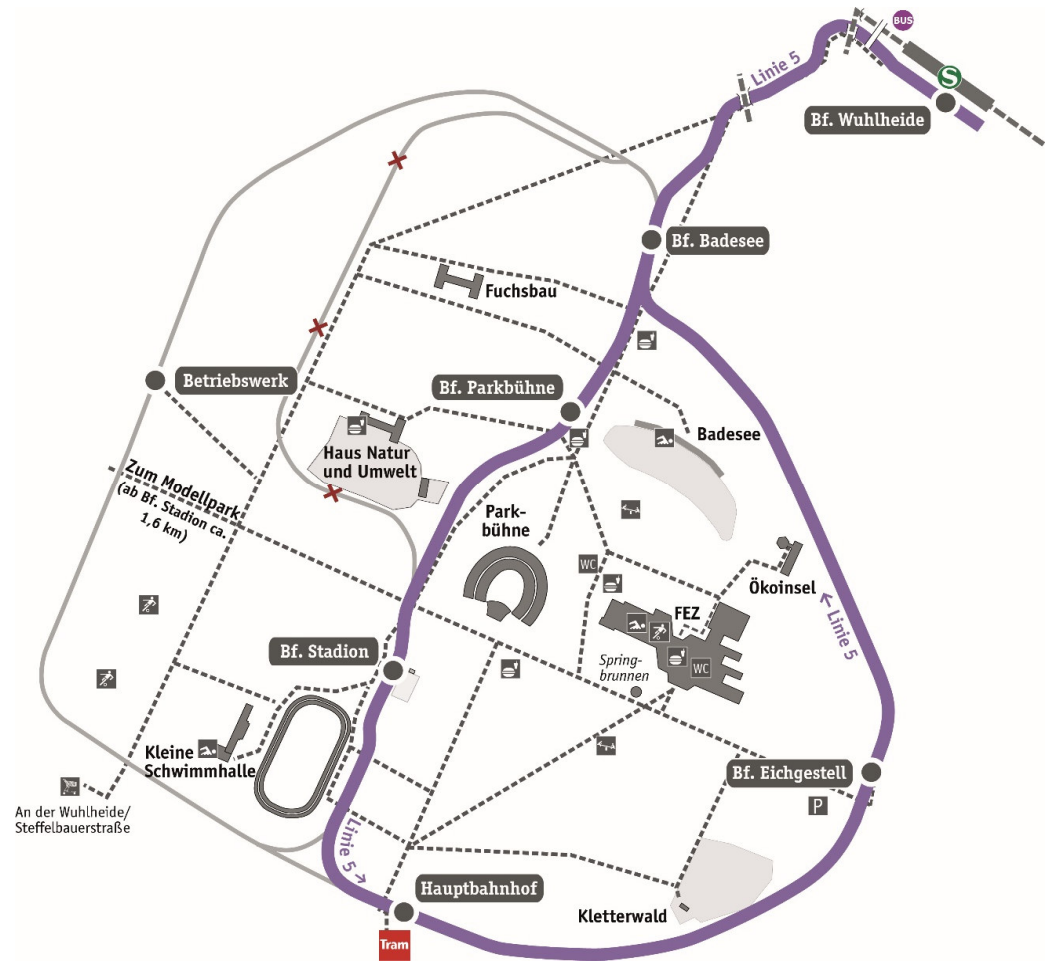 BUS
Linie 5
S
Bf. Wuhlheide
Bf. Badesee
Fuchsbau
Betriebswerk
Bf. Parkbühne
Badesee
Haus Natur
und Umwelt
Zum Modellpark
(ab Bf. Stadion ca.
1,6 km)
Park-
bühne
WC
Ökoinsel
← Linie 5
FEZ
WC
Spring-
brunnen
Bf. Stadion
Kleine
Schwimmhalle
Bf. Eichgestell
P
An der Wuhlheide/
Steffelbauerstraße
Linie 5 →
Hauptbahnhof
Kletterwald
Tram